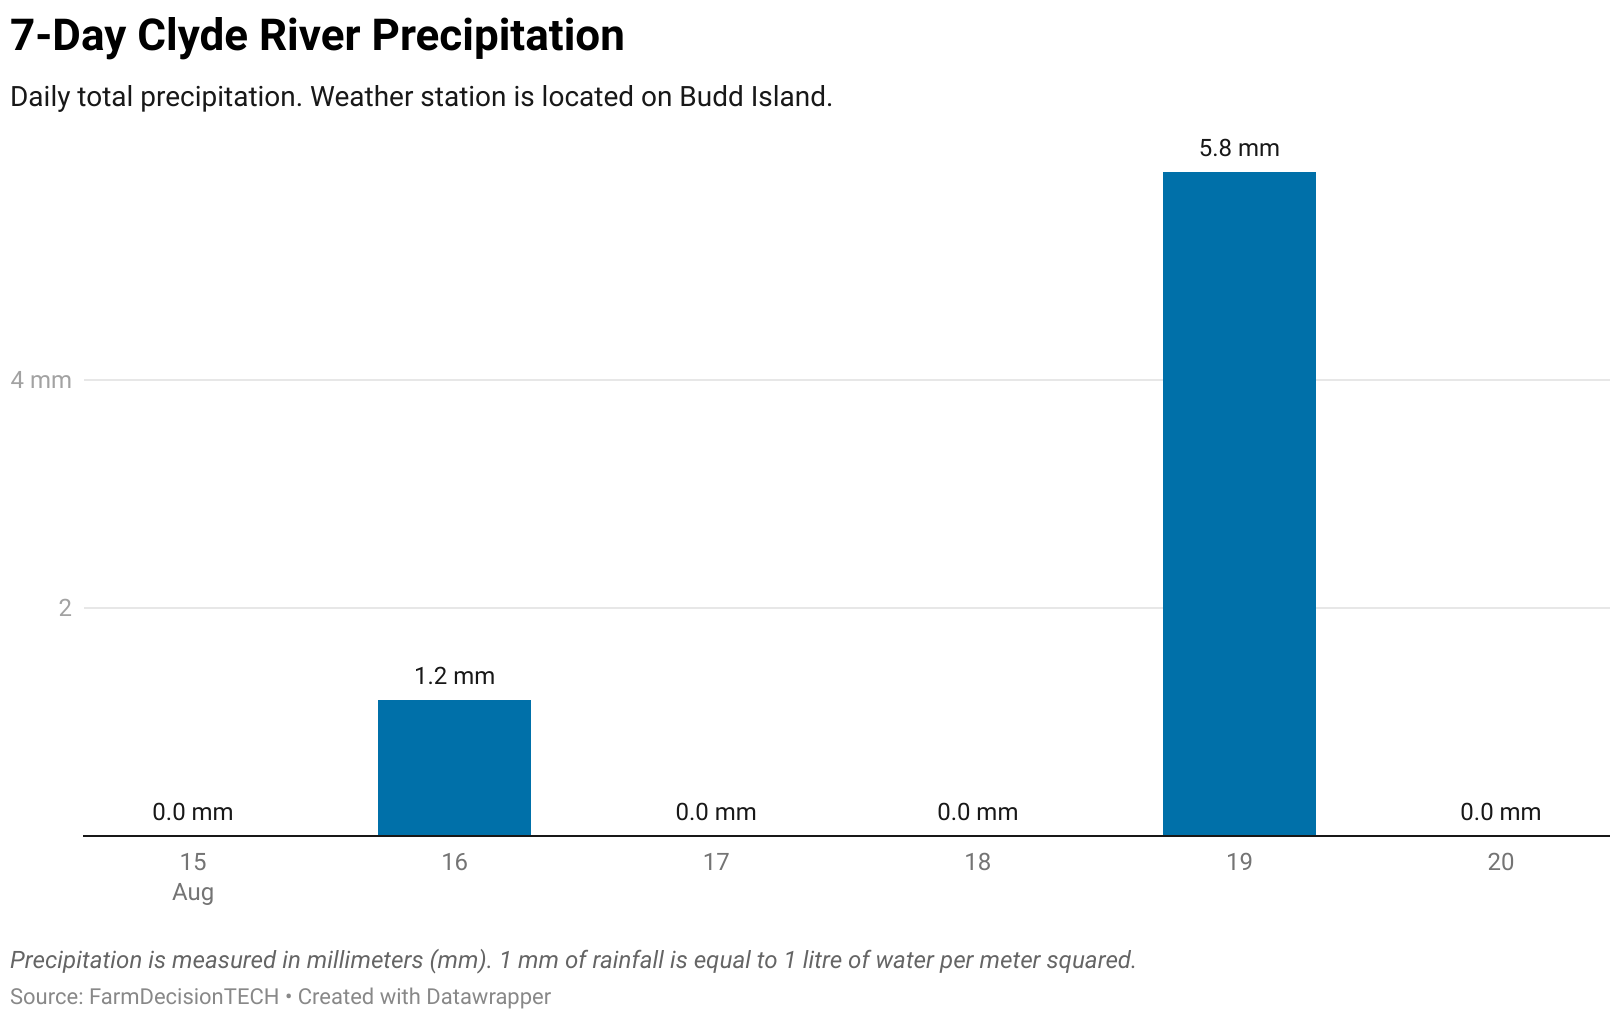 7-Day Clyde River Precipitation
Daily total precipitation. Weather station is located on Budd Island.
5.8 mm
4 mm
2
1.2 mm
0.0 mm
0.0 mm
0.0 mm
0.0 mm
15
16
17
18
19
20
Aug
Precipitation is measured in millimeters (mm). 1 mm of rainfall is equal to 1 litre of water per meter squared.
Source: FarmDecisionTECH • Created with Datawrapper